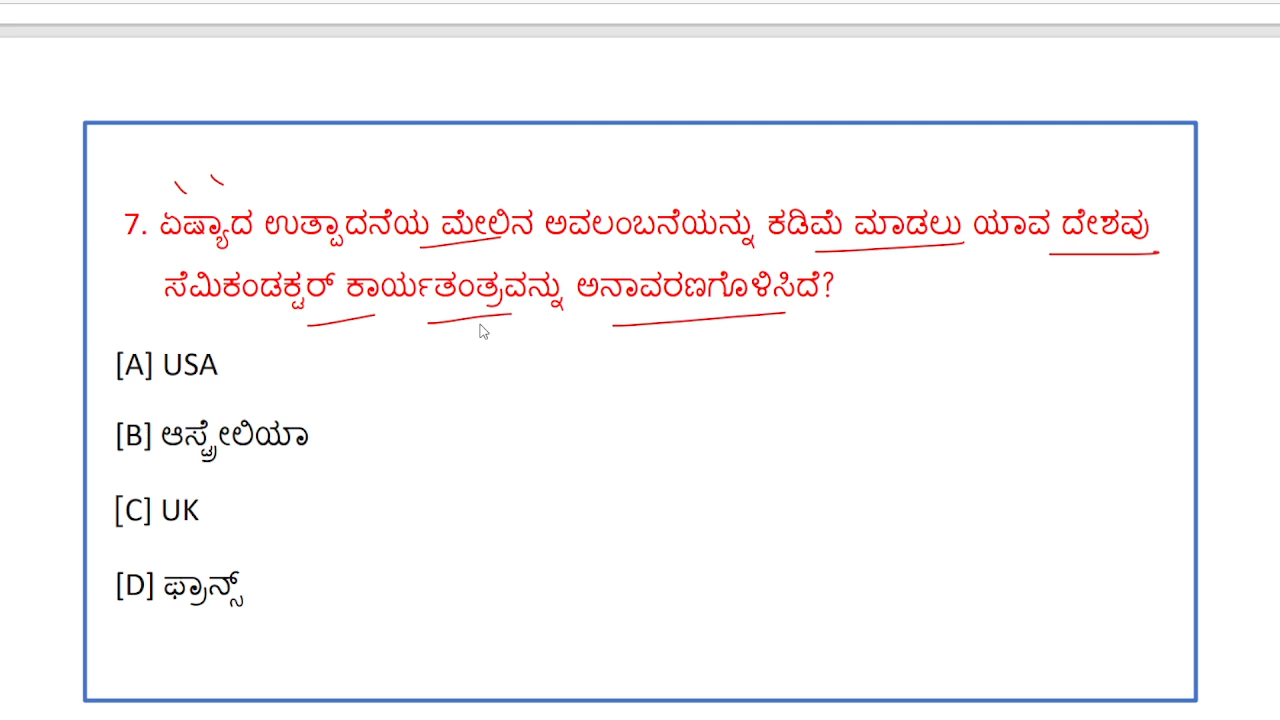 7. ಏಷ್ಯಾದ ಉತ್ಪಾದನೆಯ ಮೇಲಿನ ಅವಲಂಬನೆಯನ್ನು ಕಡಿಮೆ ಮಾಡಲು ಯಾವ ದೇಶವು
ಸೆಮಿಕಂಡಕ್ಟರ್ ಕಾರ್ಯತಂತ್ರವನ್ನು ಅನಾವರಣಗೊಳಿಸಿದೆ?
[A] USA
[B] ಆಸ್ಟ್ರೇಲಿಯಾ
[C] UK
[D] ಫ್ರಾನ್ಸ್